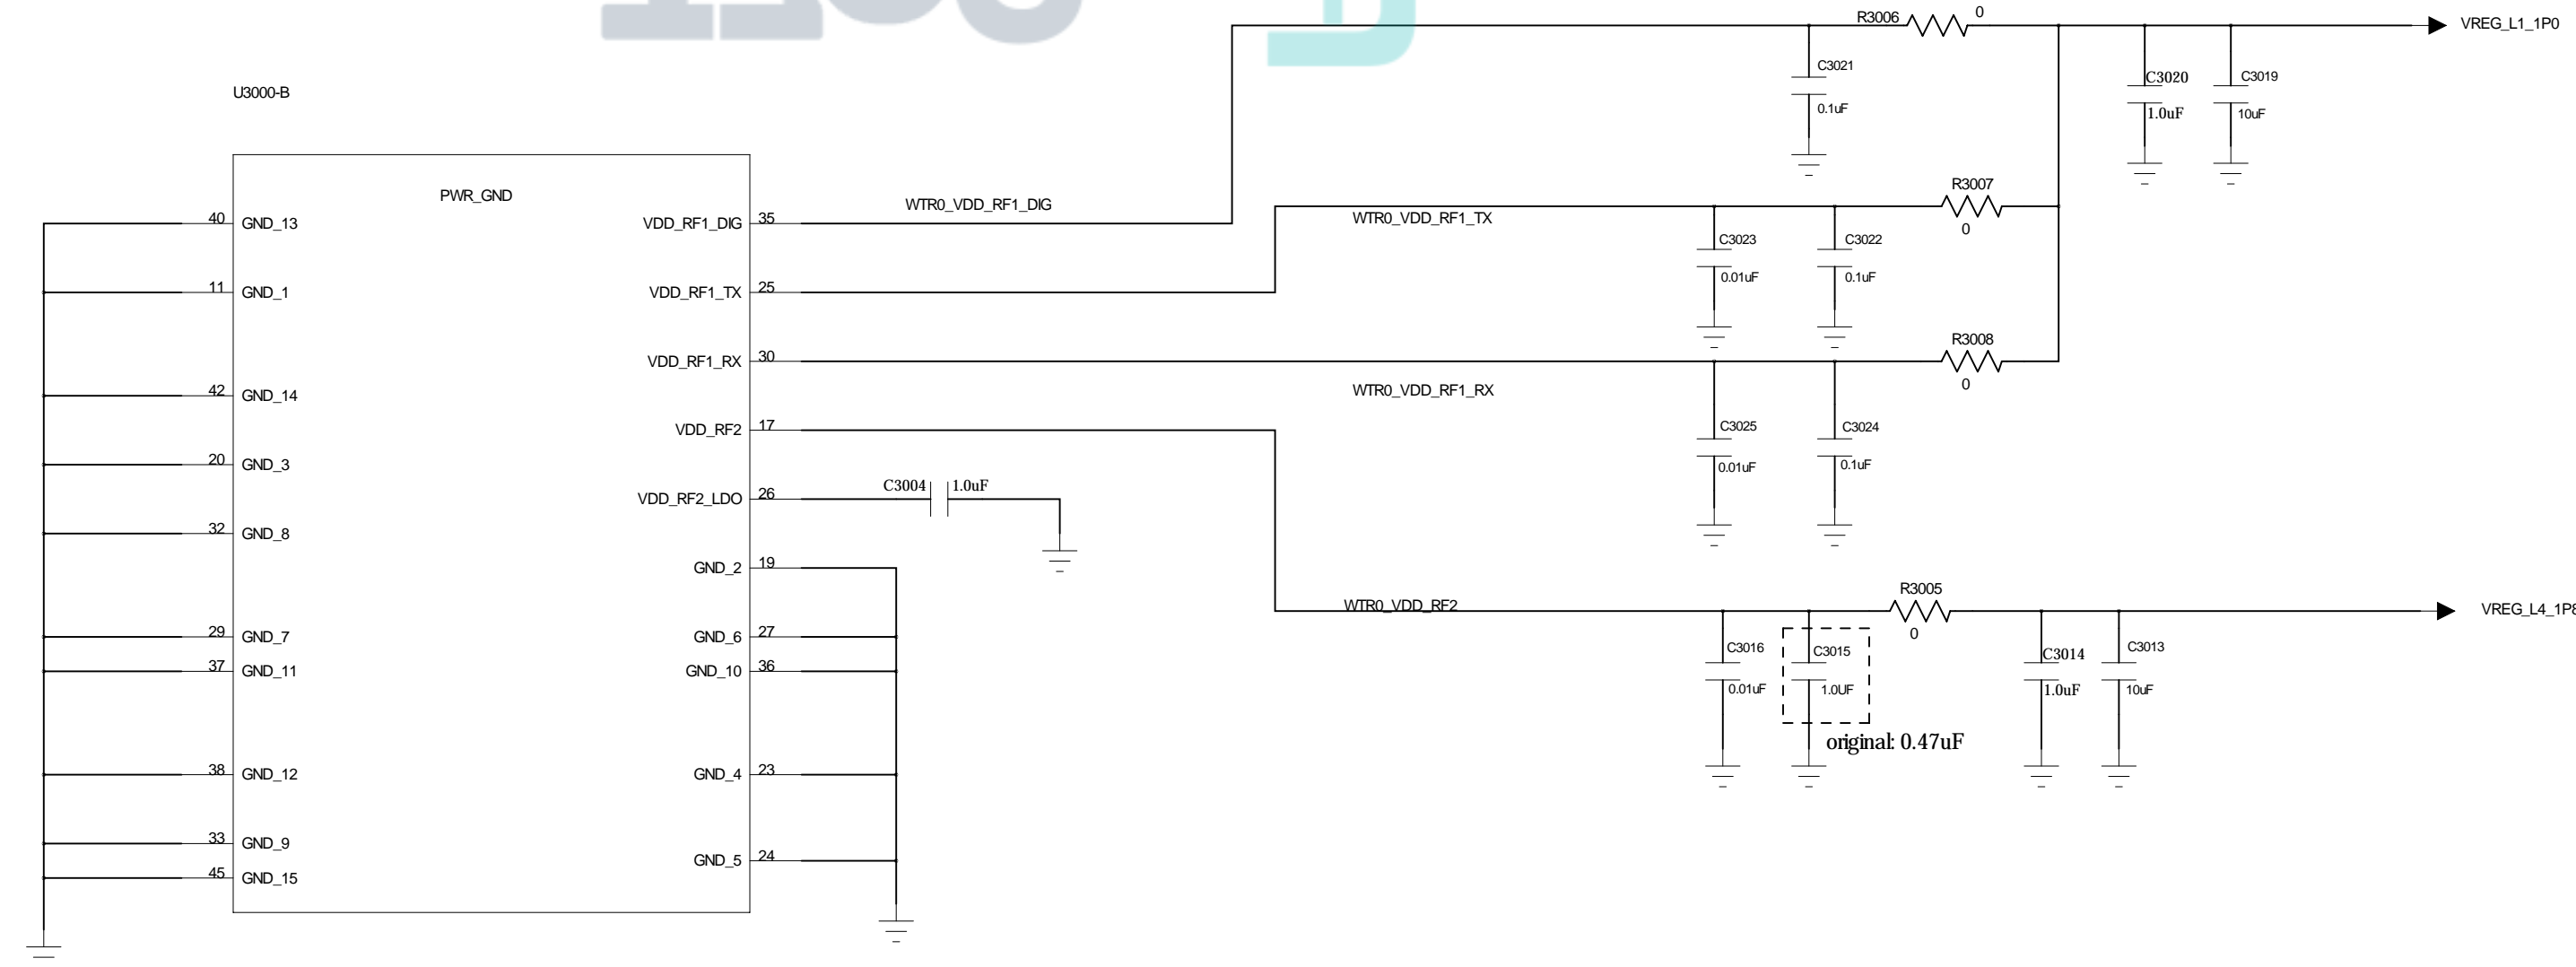 R3006
0
VREG_L1_1P0
C3021
0.1uF
C3020
1.0uF
C3019
10uF
U3000-B
PWR_GND
40 GND_13
VDD_RF1_DIG 35
WTR0_VDD_RF1_DIG
WTR0_VDD_RF1_TX
R3007
0
C3023
0.01uF
C3022
0.1uF
11 GND_1
VDD_RF1_TX 25
VDD_RF1_RX 30
WTR0_VDD_RF1_RX
R3008
0
42 GND_14
VDD_RF2 17
C3025
0.01uF
C3024
0.1uF
20 GND_3
VDD_RF2_LDO 26
C3004 1.0uF
32 GND_8
GND_2 19
WTR0_VDD_RF2
R3005
0
VREG_L4_1P8
29 GND_7
GND_6 27
37 GND_11
GND_10 36
C3016
0.01uF
C3015
1.0UF
original: 0.47uF
C3014
1.0uF
C3013
10uF
38 GND_12
GND_4 23
33 GND_9
GND_5 24
45 GND_15